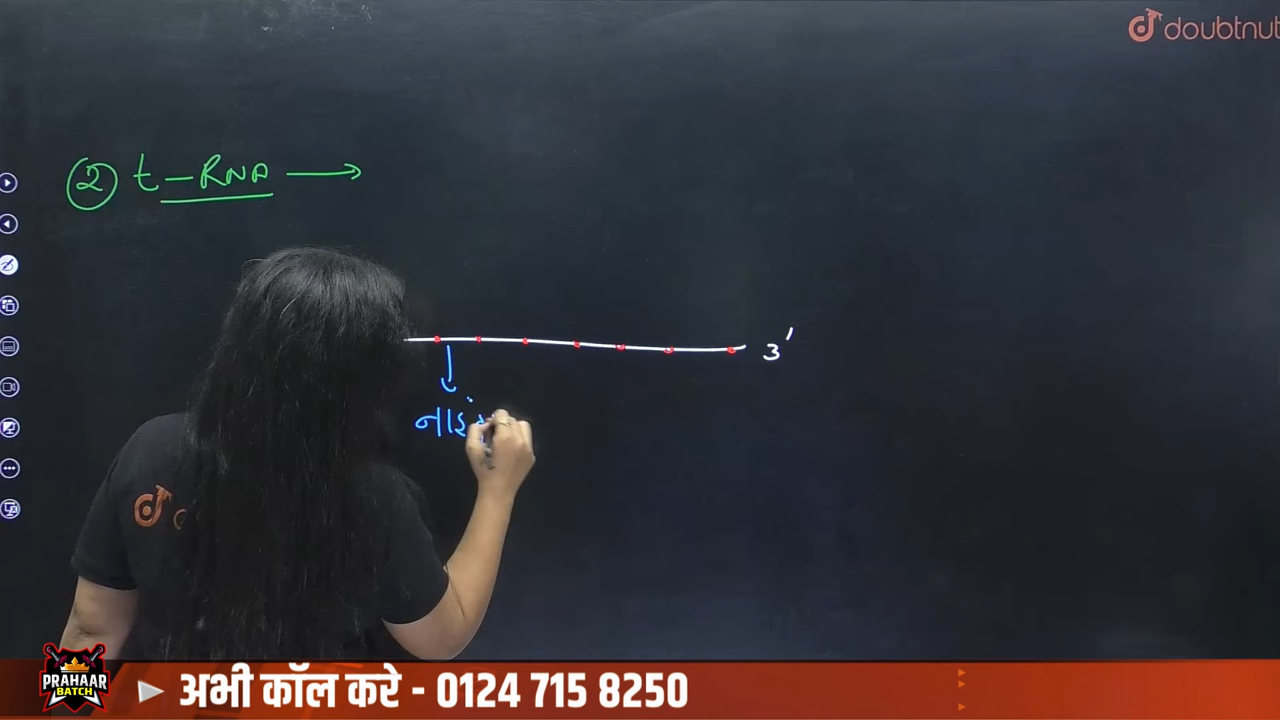 doubtnut
② t-RNA →
3'
PRAHAAR
BATCH
अभी कॉल करे - 0124 715 8250